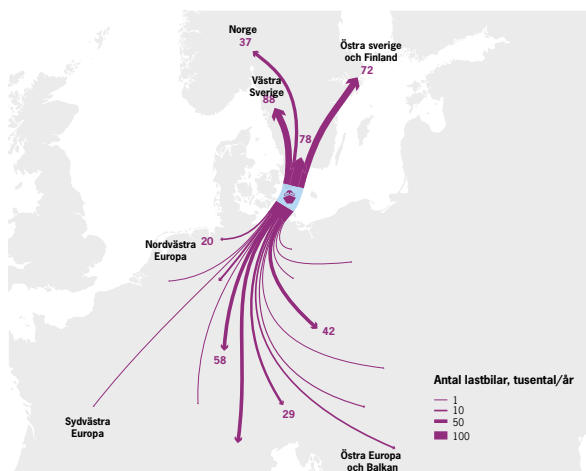 Norge
37
Östra sverige
och Finland
72
Västra
Sverige
88
78
Nordvästra
Europa
20
42
58
29
Sydvästra
Europa
Östra Europa
och Balkan
Antal lastbilar, tusental/år
1
10
50
100